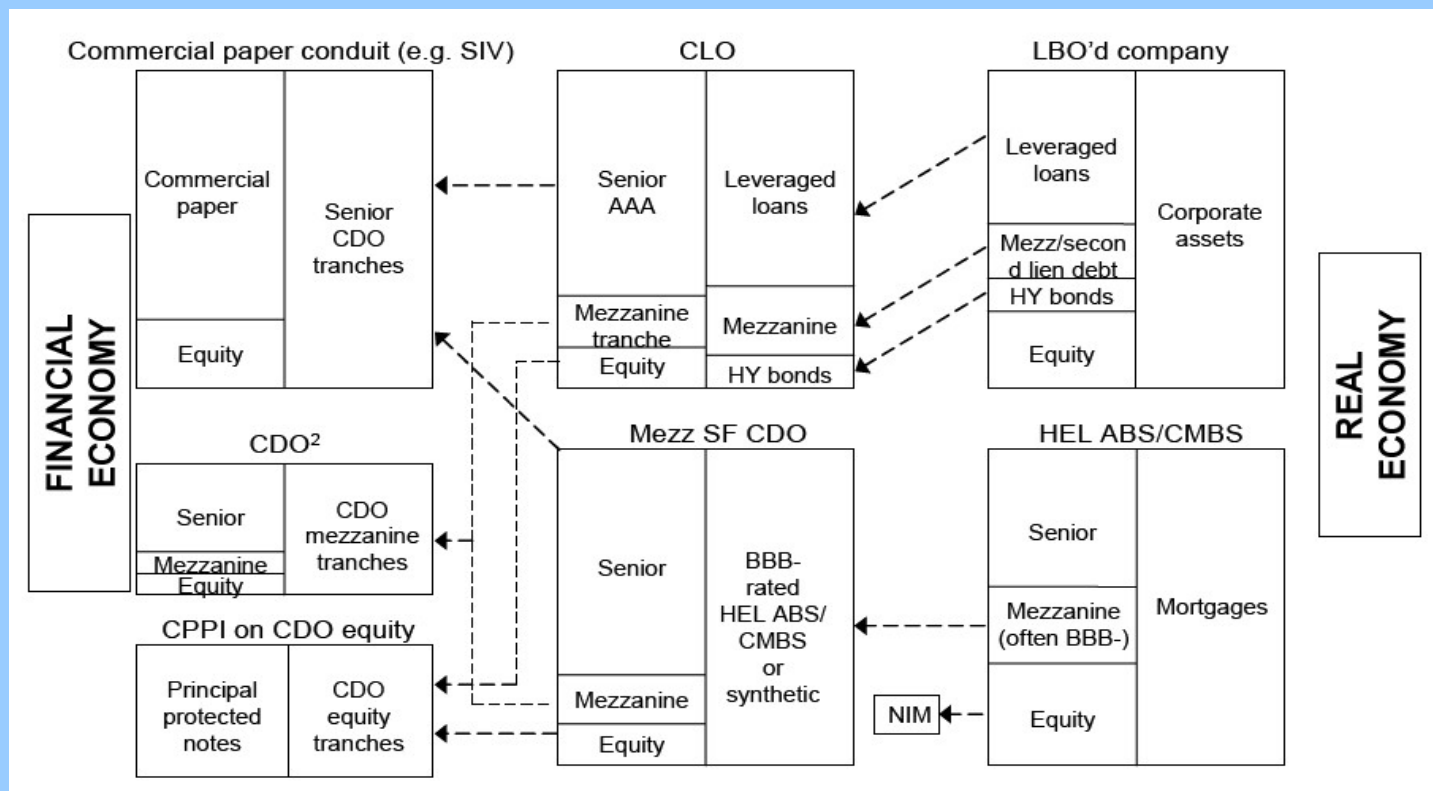 Commercial paper conduit (e.g. SIV)
Commercial
paper
Equity
Senior
CDO
tranches
CLO
Senior
AAA
Mezzanine
tranche
Equity
Leveraged
loans
Mezzanine
HY bonds
LBO’d company
Leveraged
loans
Mezz/secon
d lien debt
HY bonds
Equity
Corporate
assets
FINANCIAL
ECONOMY
REAL
ECONOMY
CDO²
Senior
Mezzanine
Equity
CDO
mezzanine
tranches
CPPI on CDO equity
Principal
protected
notes
CDO
equity
tranches
Mezz SF CDO
Senior
Mezzanine
Equity
BBB-
rated
HEL ABS/
CMBS
or
synthetic
HEL ABS/CMBS
Senior
Mezzanine
(often BBB-)
Equity
Mortgages
NIM